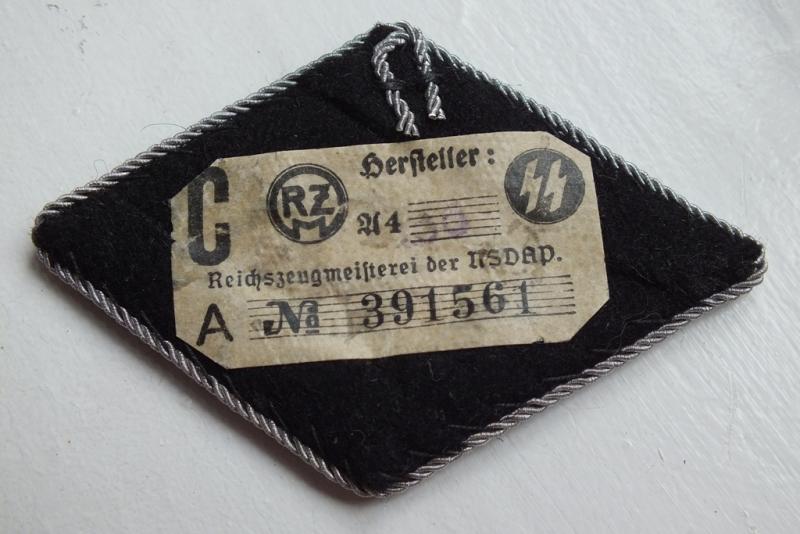 C
RZM
Hersteller:
A4
Reichszeugmeisterei der NSDAP.
A № 391561